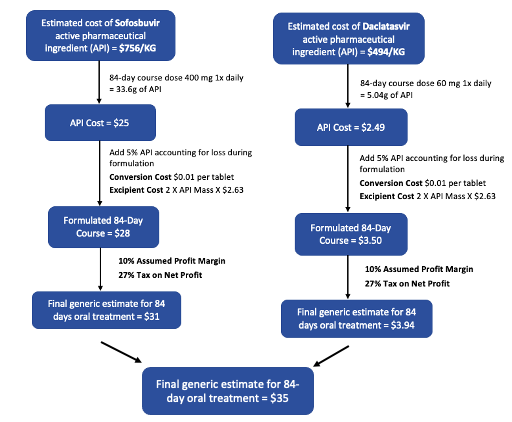 Estimated cost of Sofosbuvir
active pharmaceutical
ingredient (API) = $756/KG
84-day course dose 400 mg 1x daily
= 33.6g of API
API Cost = $25
Add 5% API accounting for loss during
formulation
Conversion Cost $0.01 per tablet
Excipient Cost 2 X API Mass X $2.63
Formulated 84-Day
Course = $28
10% Assumed Profit Margin
27% Tax on Net Profit
Final generic estimate for 84
days oral treatment = $31
Estimated cost of Daclatasvir
active pharmaceutical
ingredient (API) = $494/KG
84-day course dose 60 mg 1x daily
= 5.04g of API
API Cost = $2.49
Add 5% API accounting for loss during
formulation
Conversion Cost $0.01 per tablet
Excipient Cost 2 X API Mass X $2.63
Formulated 84-Day
Course = $3.50
10% Assumed Profit Margin
27% Tax on Net Profit
Final generic estimate for 84
days oral treatment = $3.94
Final generic estimate for 84-
day oral treatment = $35